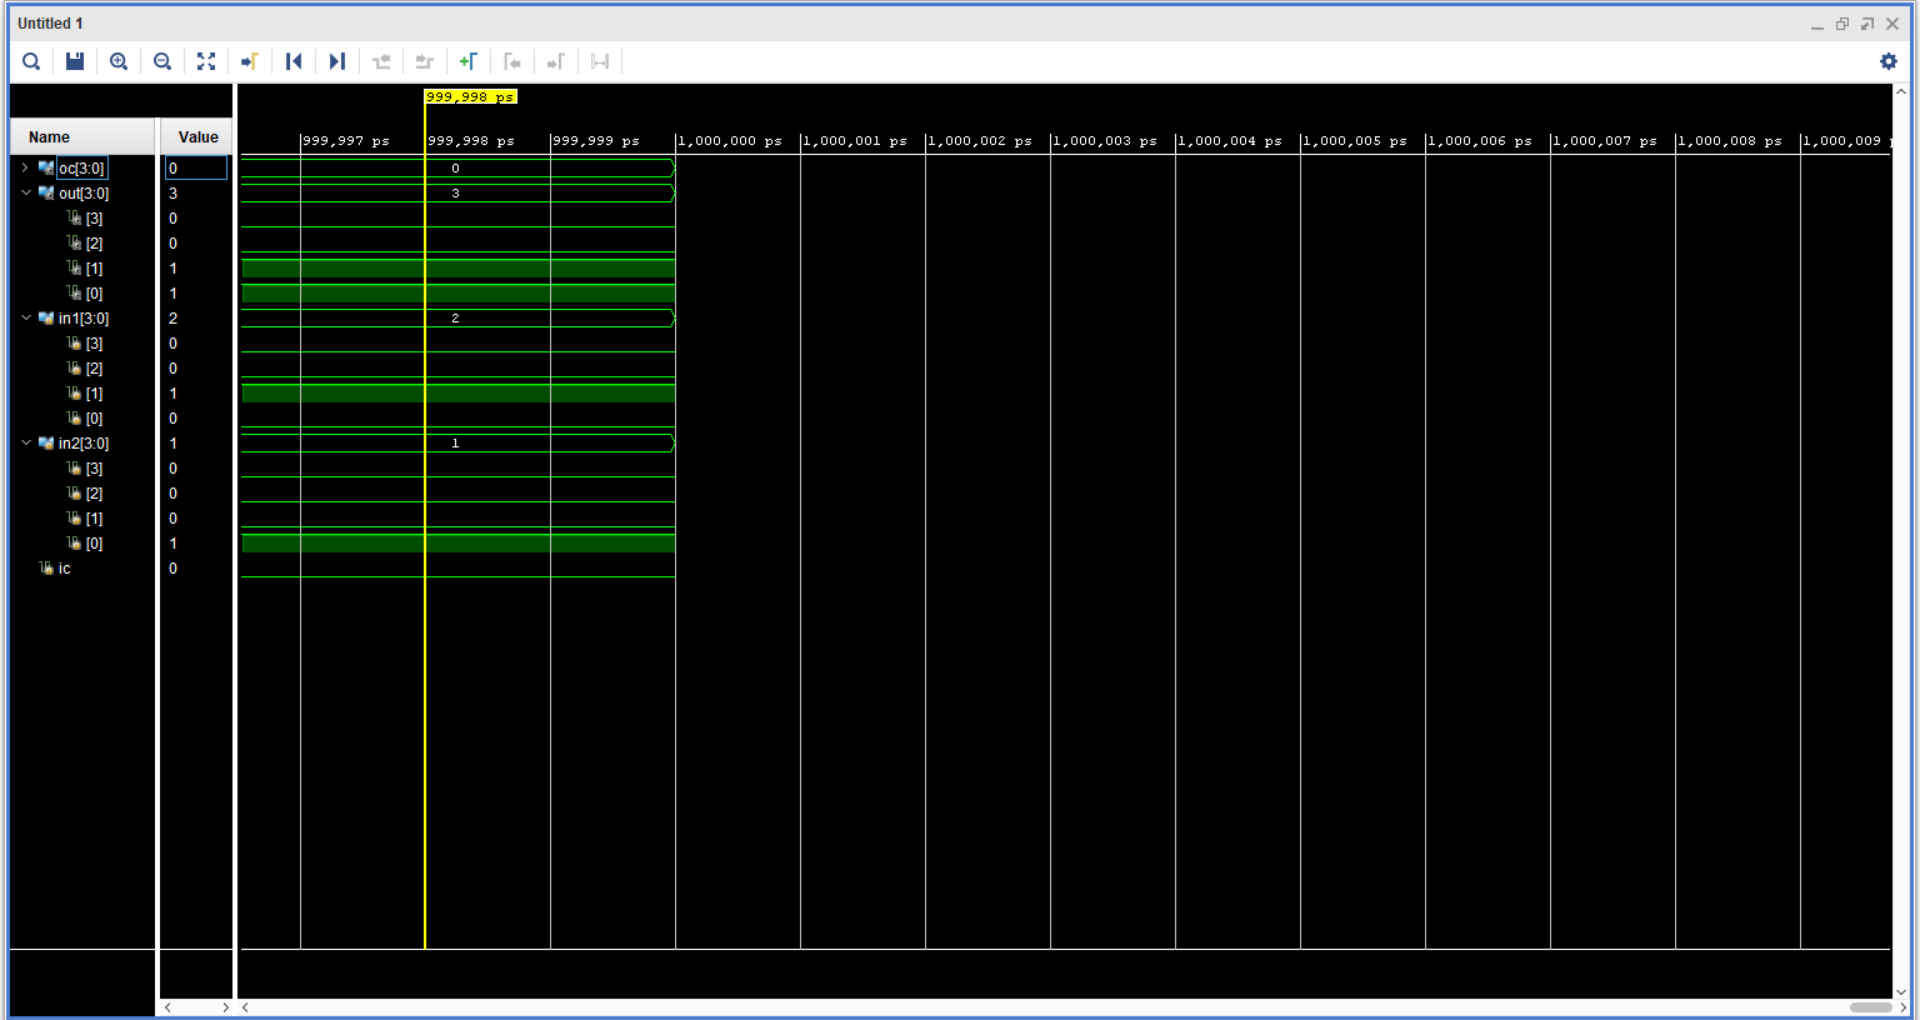 Untitled 1
999,998 ps
Name Value
999,997 ps 999,998 ps 999,999 ps 1,000,000 ps 1,000,001 ps 1,000,002 ps 1,000,003 ps 1,000,004 ps 1,000,005 ps 1,000,006 ps 1,000,007 ps 1,000,008 ps 1,000,009
oc[3:0] 0 0
out[3:0] 3 3
[3] 0
[2] 0
[1] 1
[0] 1
in1[3:0] 2 2
[3] 0
[2] 0
[1] 1
[0] 0
in2[3:0] 1 1
[3] 0
[2] 0
[1] 0
[0] 1
ic 0